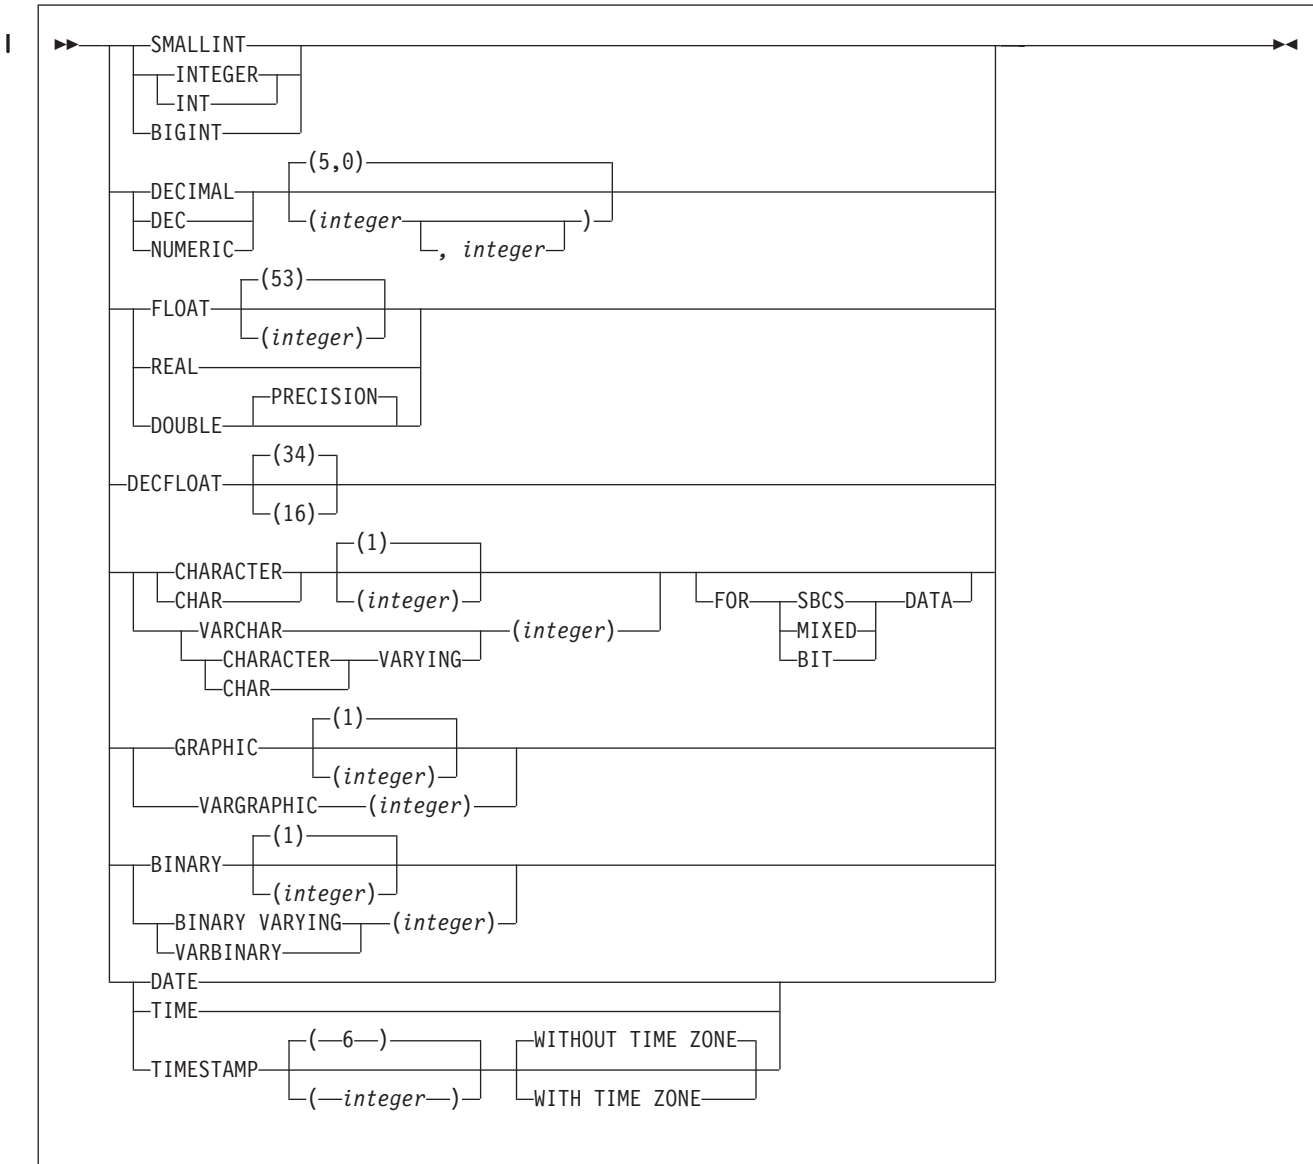 SMALLINT
INTEGER
INT
BIGINT
(5,0)
DECIMAL
DEC (integer )
NUMERIC , integer
(53)
FLOAT
(integer)
REAL
PRECISION
DOUBLE
(34)
DECFLOAT
(16)
(1)
CHARACTER
CHAR (integer) FOR SBCS DATA
VARCHAR (integer) MIXED
CHARACTER VARYING BIT
CHAR
(1)
GRAPHIC
(integer)
VARGRAPHIC (integer)
(1)
BINARY
(integer)
BINARY VARYING (integer)
VARBINARY
DATE
TIME
( 6 ) WITHOUT TIME ZONE
TIMESTAMP
( integer ) WITH TIME ZONE